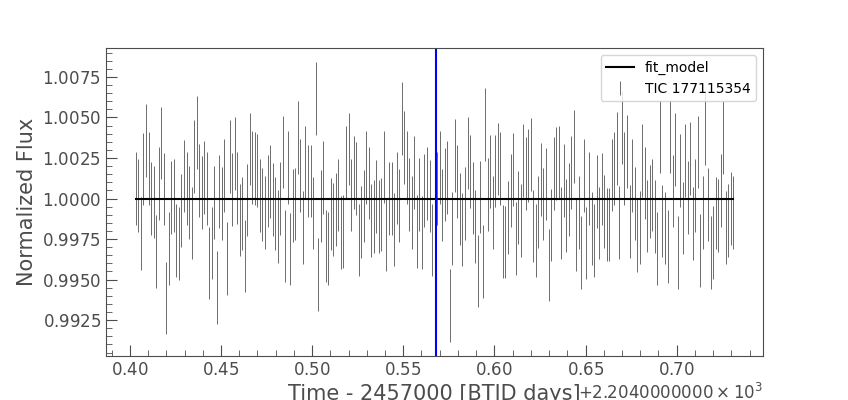 fit_model
TIC 177115354
Normalized Flux
1.0075
1.0050
1.0025
1.0000
0.9975
0.9950
0.9925
0.40 0.45 0.50 0.55 0.60 0.65 0.70
Time - 2457000 [BTJD days]
+2.2040000000 × 10³